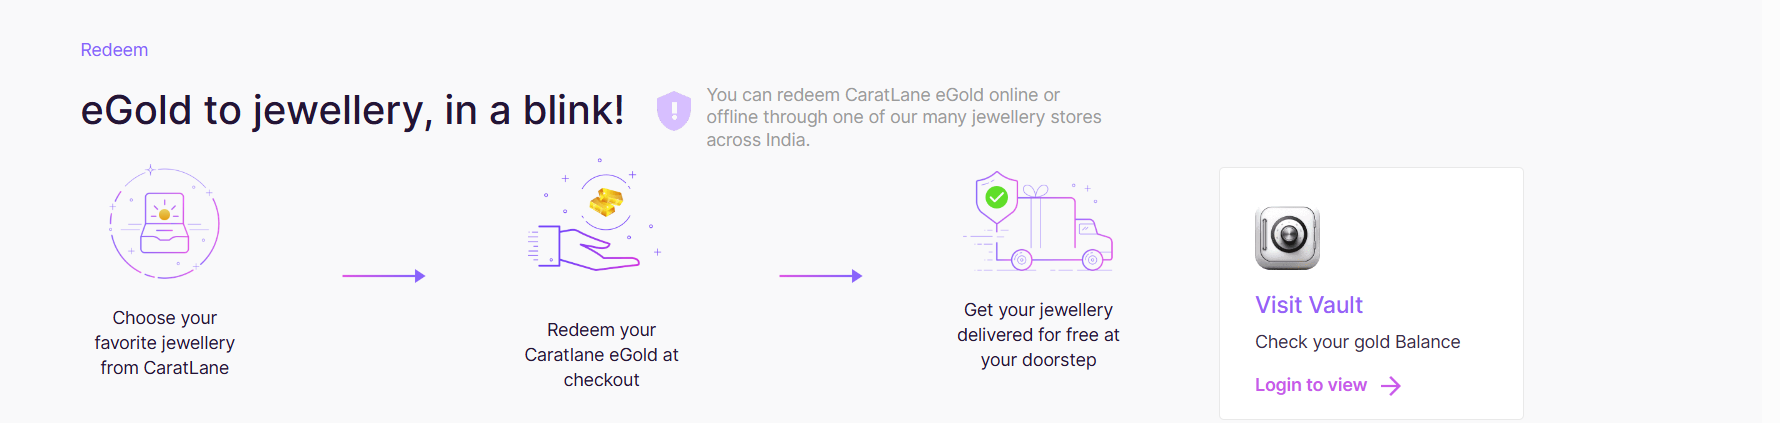 Redeem
eGold to jewellery, in a blink!
You can redeem CaratLane eGold online or
offline through one of our many jewellery stores
across India.
Choose your
favorite jewellery
from CaratLane
Redeem your
Caratlane eGold at
checkout
Get your jewellery
delivered for free at
your doorstep
Visit Vault
Check your gold Balance
Login to view